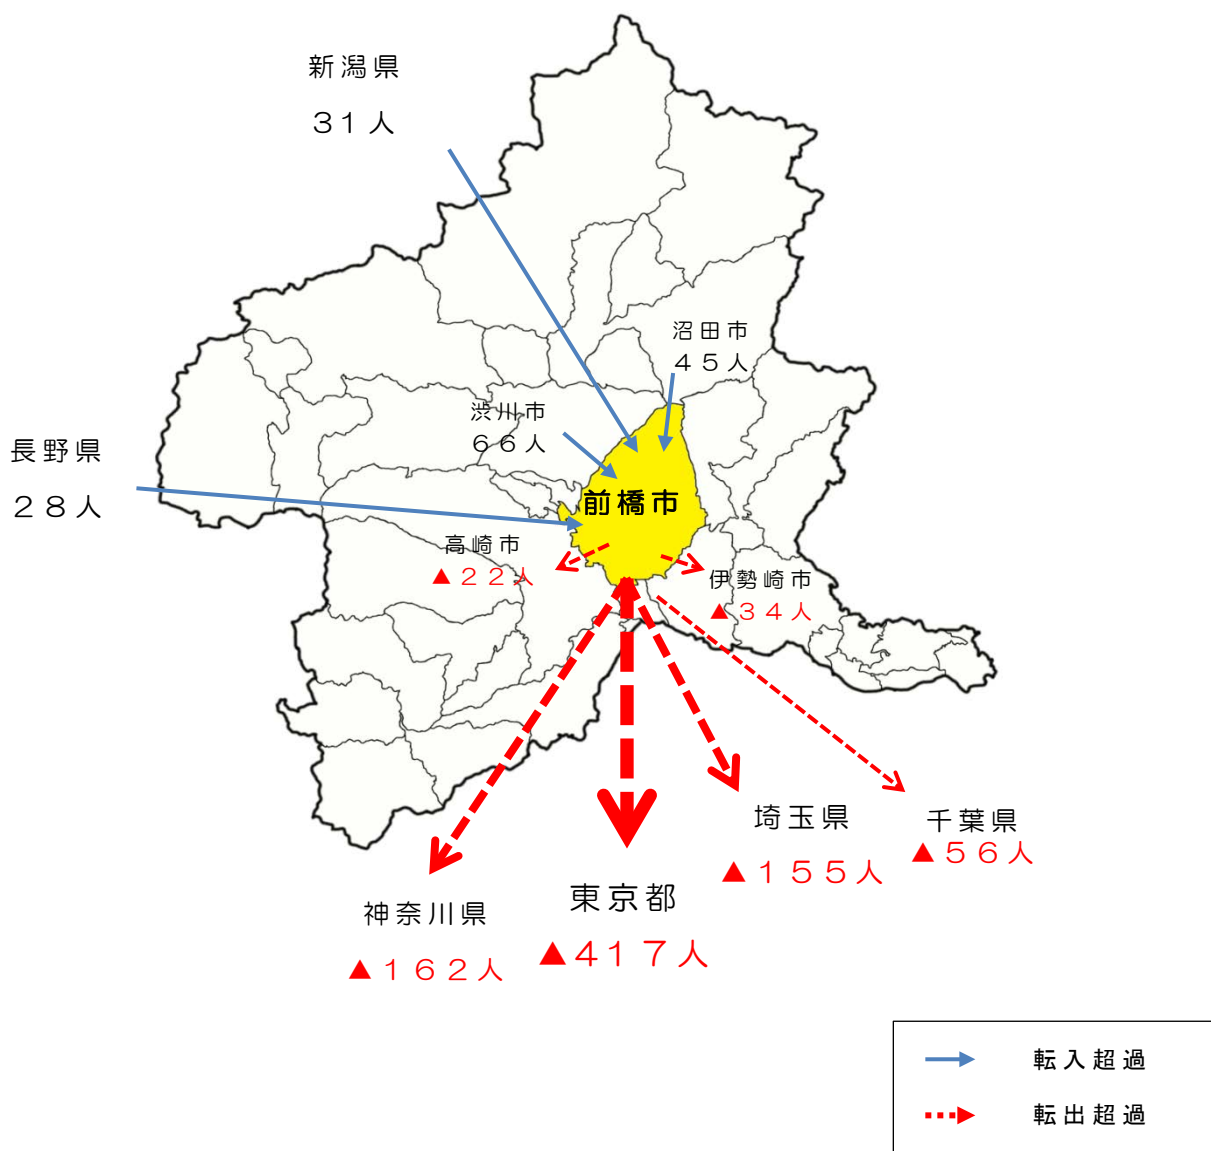 新潟県
31人
沼田市
45人
渋川市
66人
長野県
28人
前橋市
高崎市
▲22人
伊勢崎市
▲34人
埼玉県
▲155人
千葉県
▲56人
東京都
▲417人
神奈川県
▲162人
転入超過
転出超過